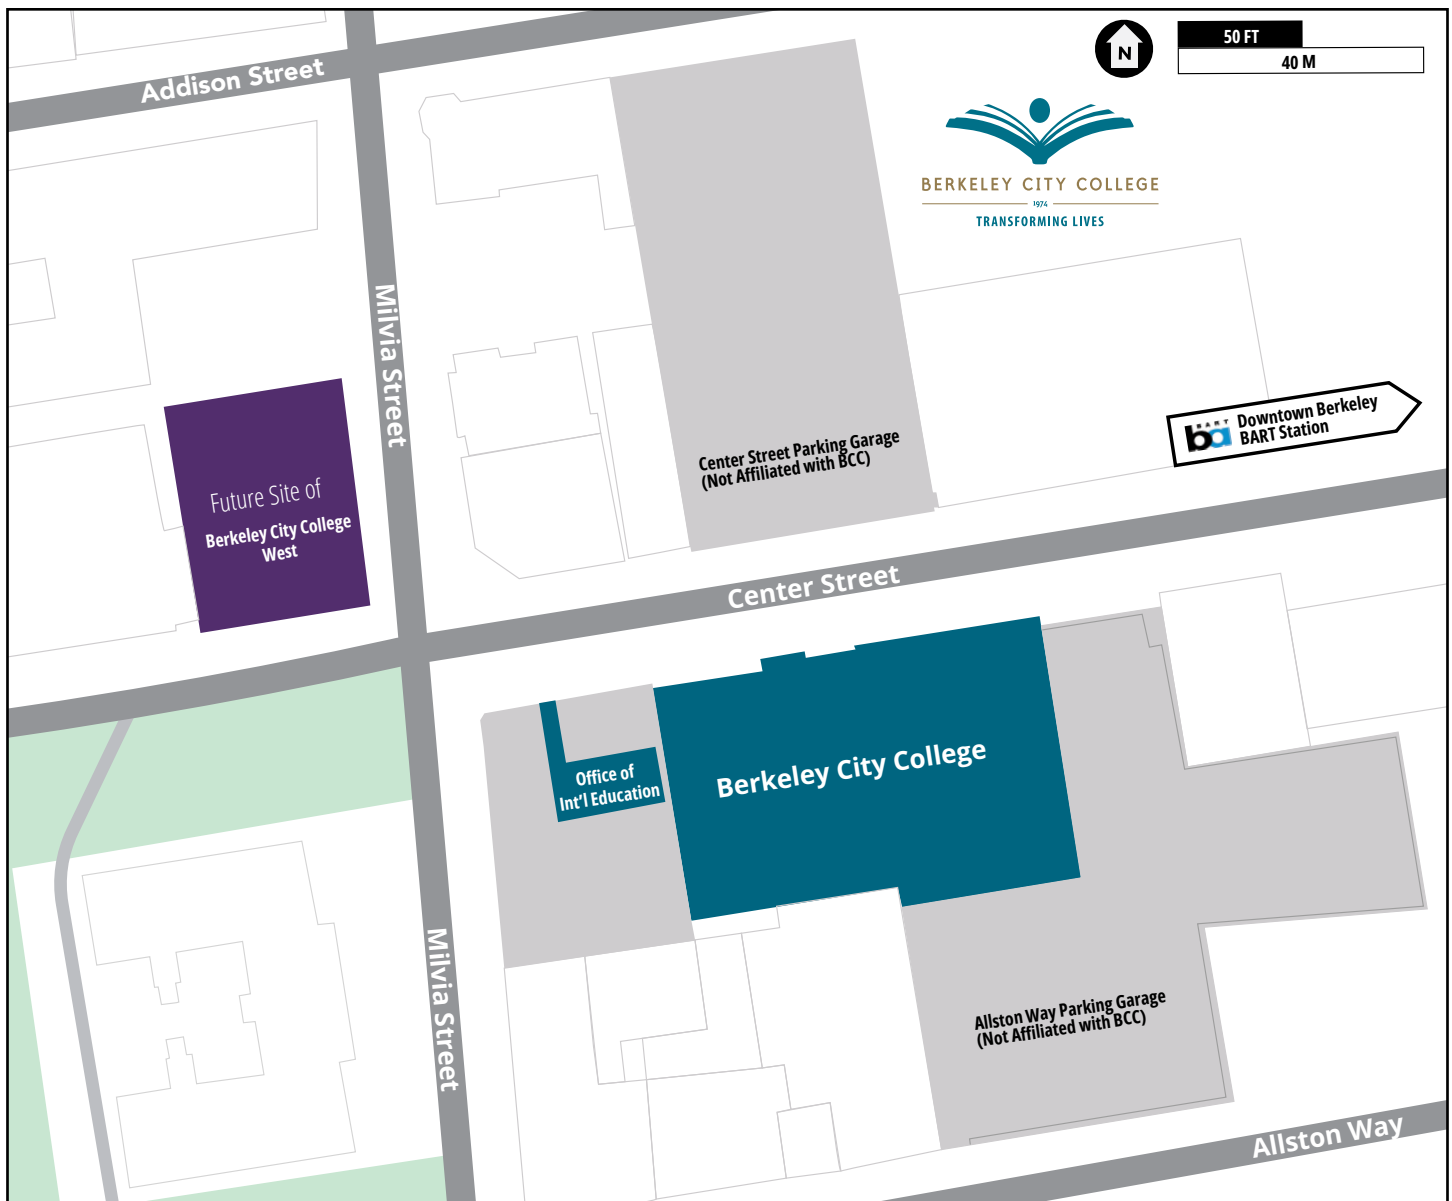 N
50 FT
40 M
Addison Street
BERKELEY CITY COLLEGE
1974
TRANSFORMING LIVES
Milvia Street
BART
ba
Downtown Berkeley
BART Station
Center Street Parking Garage
(Not Affiliated with BCC)
Future Site of
Berkeley City College
West
Center Street
Berkeley City College
Office of
Int'l Education
Milvia Street
Allston Way Parking Garage
(Not Affiliated with BCC)
Allston Way